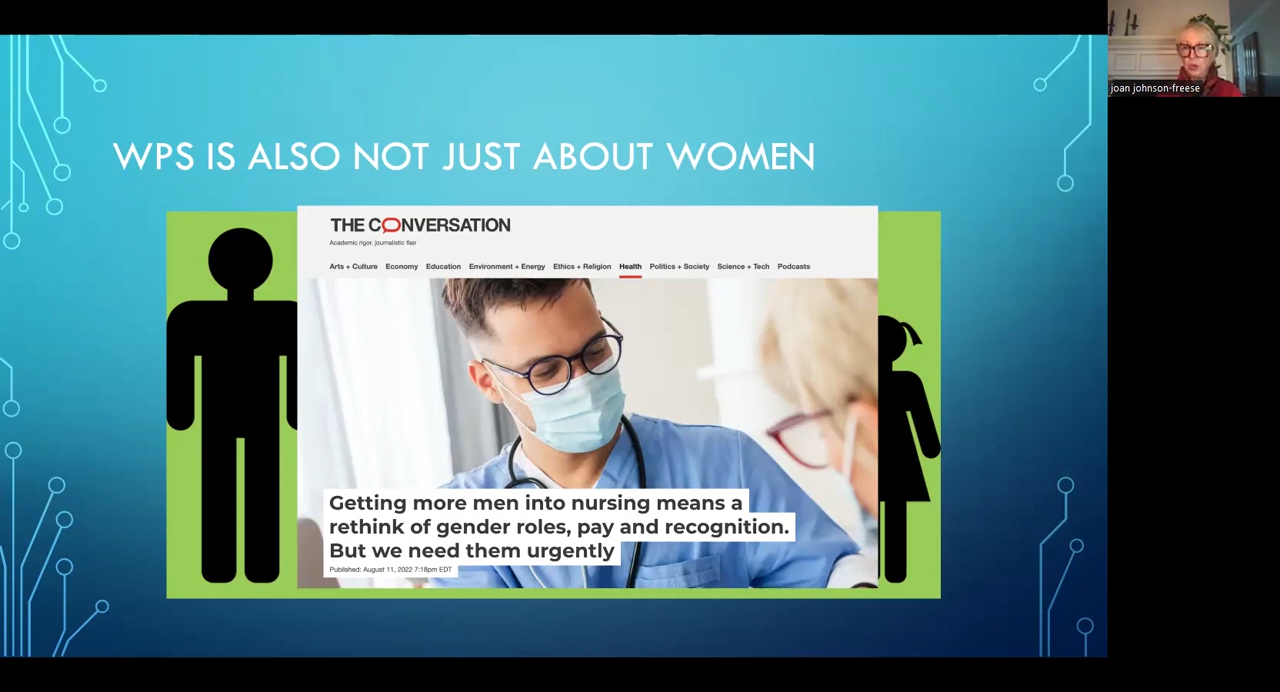 WPS IS ALSO NOT JUST ABOUT WOMEN
THE CONVERSATION
Academic rigor, journalistic flair
Arts + Culture Economy Education Environment + Energy Ethics + Religion Health Politics + Society Science + Tech Podcasts
Getting more men into nursing means a
rethink of gender roles, pay and recognition.
But we need them urgently
Published: August 11, 2022 7:18pm EDT
joan johnson-freese